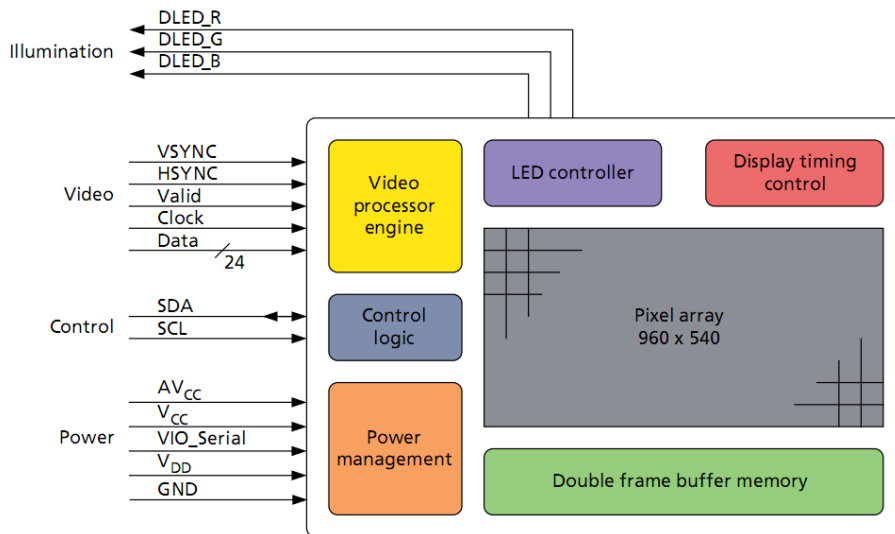 DLED_R
DLED_G
Illumination
DLED_B
VSYNC
HSYNC
Video
Valid
Clock
Data
24
SDA
Control
SCL
AVCC
VCC
Power
VIO_Serial
VDD
GND
Video
processor
engine
LED controller
Display timing
control
Control
logic
Pixel array
960 x 540
Power
management
Double frame buffer memory